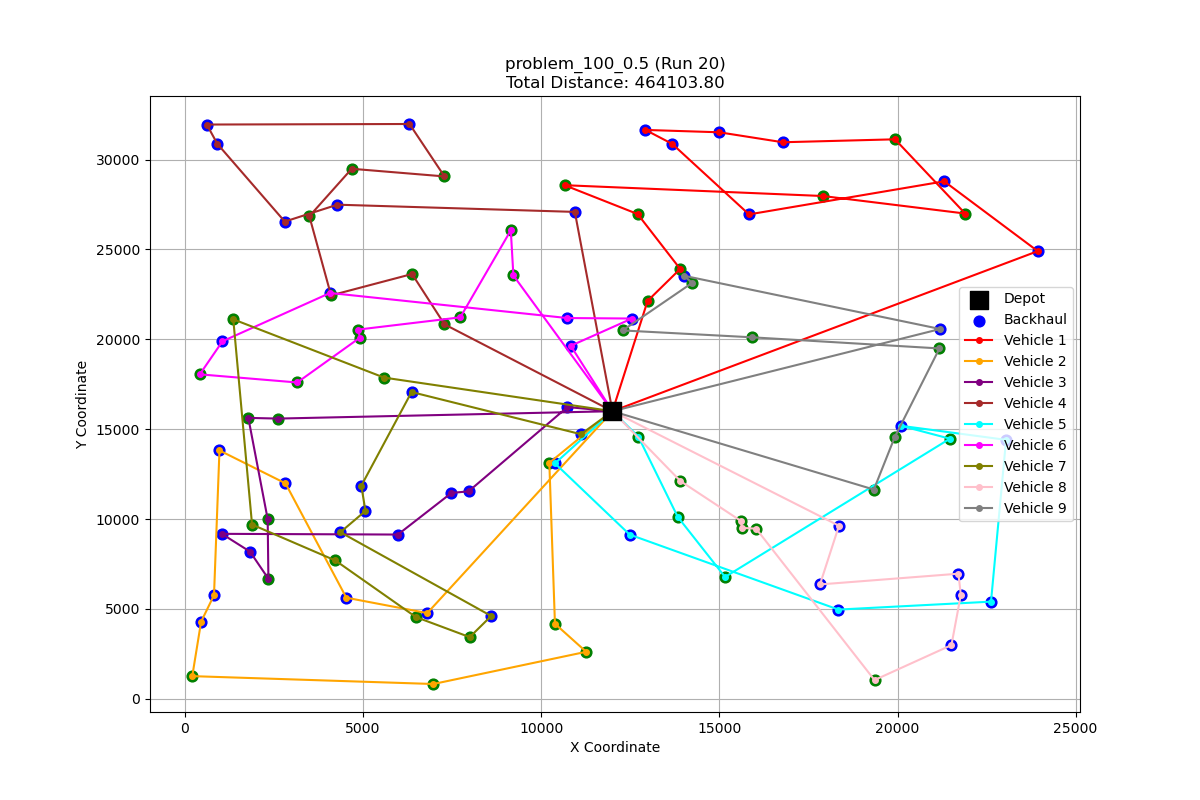 problem_100_0.5 (Run 20)
Total Distance: 464103.80
Y Coordinate
30000
25000
20000
15000
10000
5000
0
Depot
Backhaul
Vehicle 1
Vehicle 2
Vehicle 3
Vehicle 4
Vehicle 5
Vehicle 6
Vehicle 7
Vehicle 8
Vehicle 9
0
5000
10000
15000
20000
25000
X Coordinate